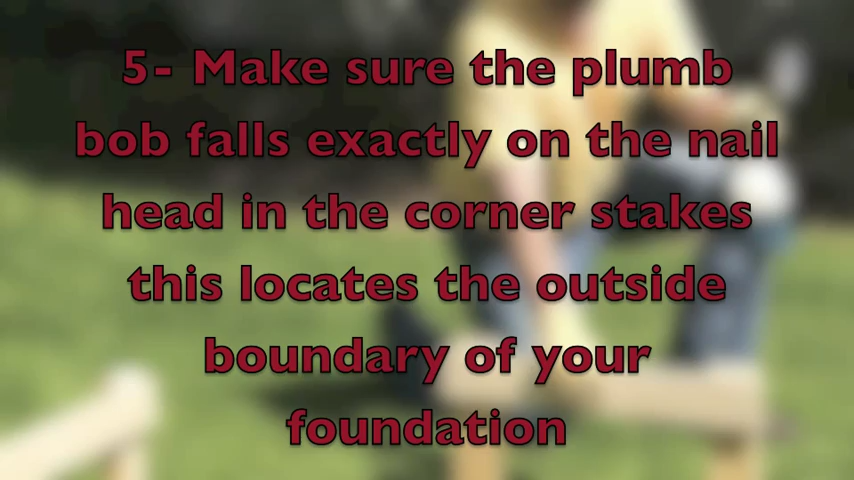 5- Make sure the plumb
bob falls exactly on the nail
head in the corner stakes
this locates the outside
boundary of your
foundation